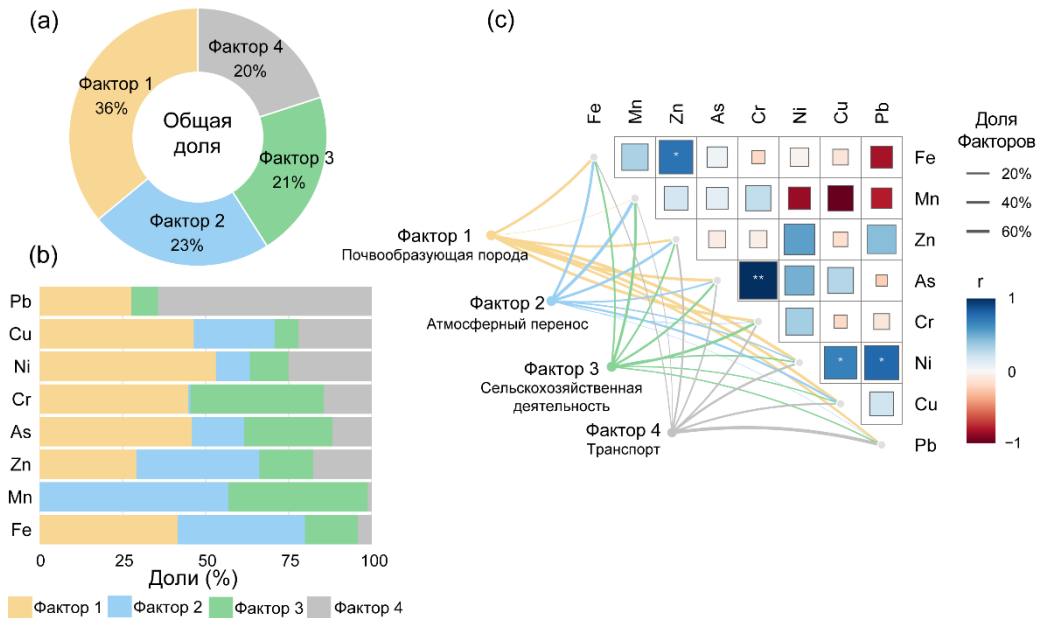 (a)
Фактор 4
20%
Фактор 1
36%
Общая
доля
Фактор 3
21%
Фактор 2
23%
(b)
Pb
Cu
Ni
Cr
As
Zn
Mn
Fe
0 25 50 75 100
Доли (%)
Фактор 1 Фактор 2 Фактор 3 Фактор 4
(c)
Fe Mn Zn As Cr Ni Cu Pb
* Fe
Mn
Zn
** As
Cr
* * Ni
Cu
Pb
Фактор 1
Почвообразующая порода
Фактор 2
Атмосферный перенос
Фактор 3
Сельскохозяйственная
деятельность
Фактор 4
Транспорт
Доля
Факторов
20%
40%
60%
r
1
0
−1